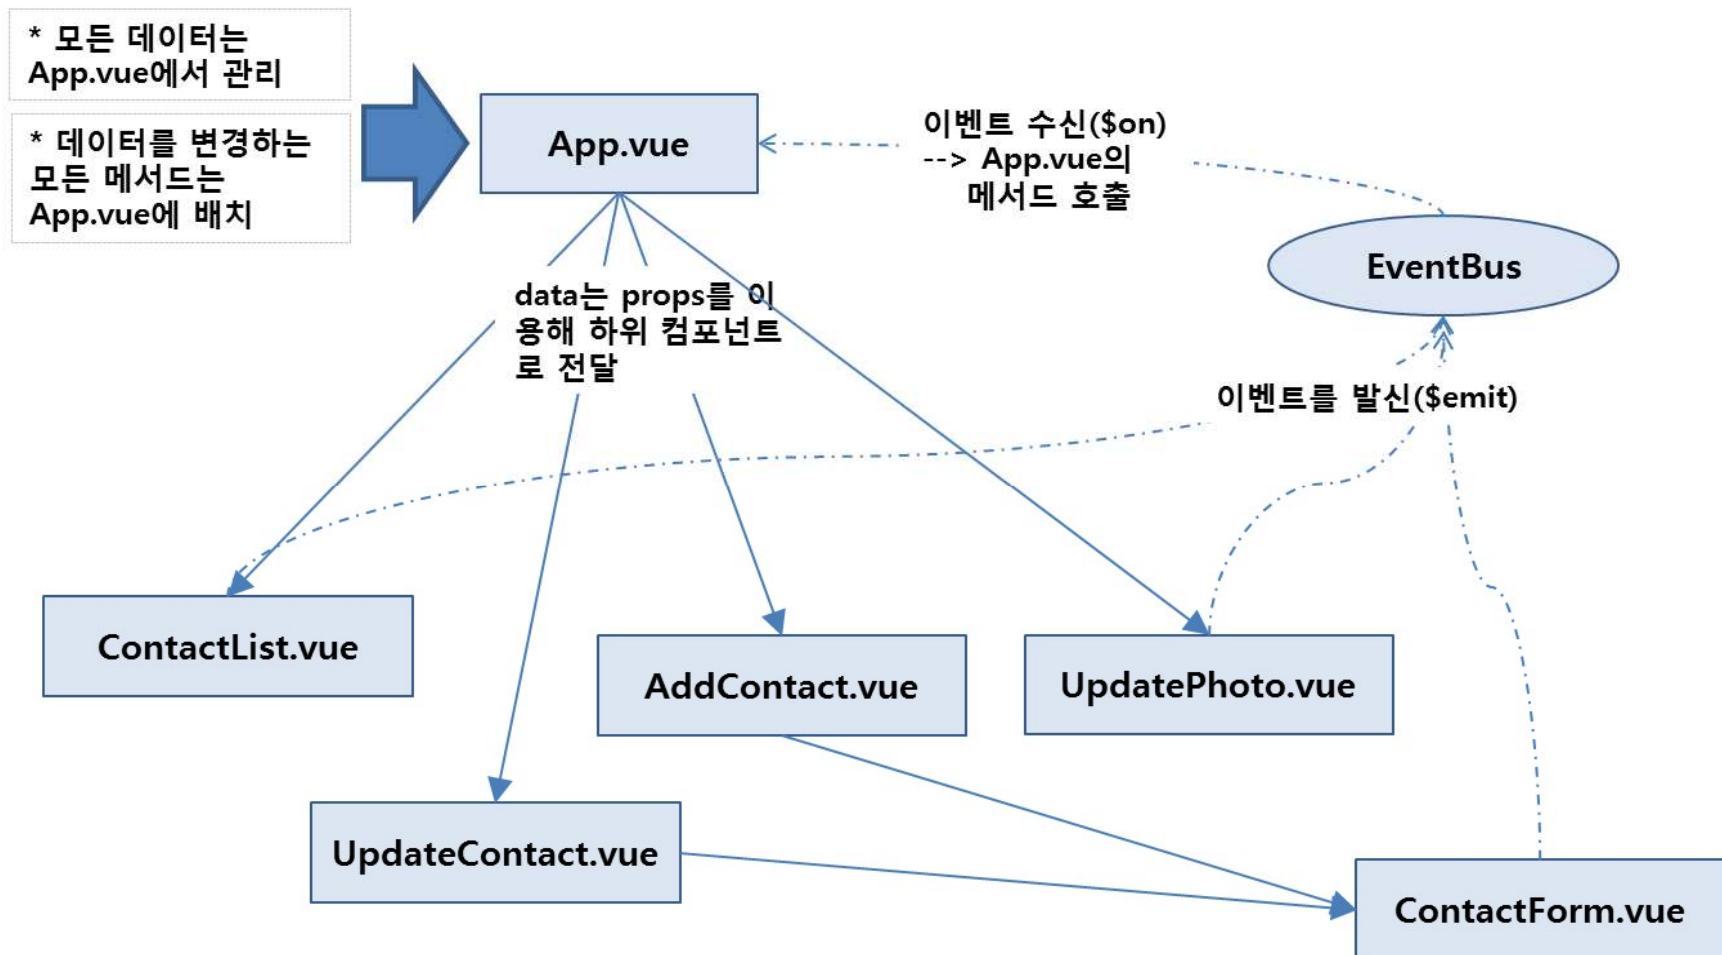 * 모든 데이터는
App.vue에서 관리
* 데이터를 변경하는
모든 메서드는
App.vue에 배치
App.vue
이벤트 수신($on)
--> App.vue의
메서드 호출
EventBus
data는 props를 이
용해 하위 컴포넌트
로 전달
이벤트를 발신($emit)
ContactList.vue
AddContact.vue
UpdatePhoto.vue
UpdateContact.vue
ContactForm.vue